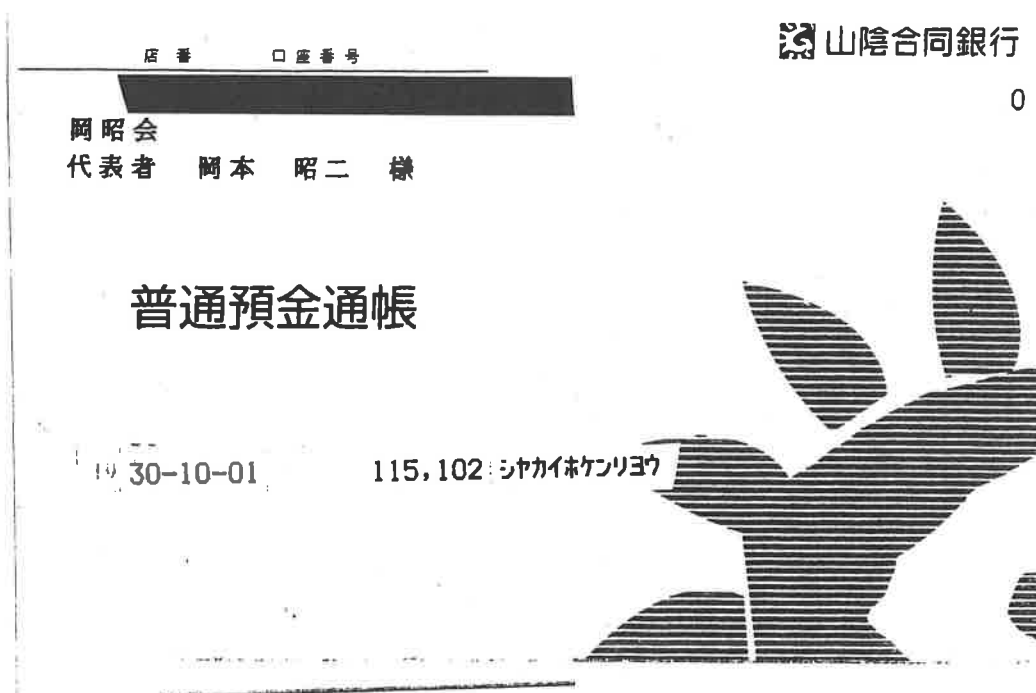 山陰合同銀行
店番 口座番号
0
岡昭会
代表者 岡本 昭二 様
普通預金通帳
30-10-01 115,102 シヤカイホケンリヨウ